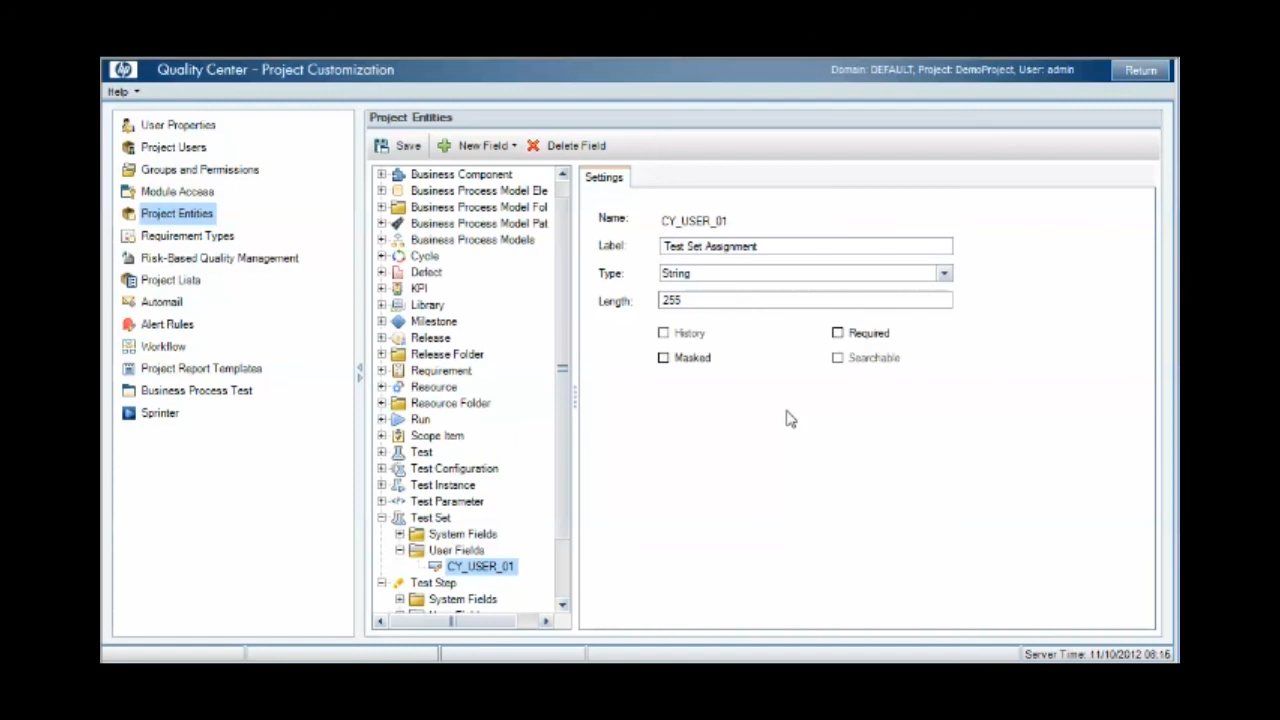 hp Quality Center - Project Customization
Domain: DEFAULT, Project: DemoProject, User: admin
Return
Help
User Properties
Project Users
Groups and Permissions
Module Access
Project Entities
Requirement Types
Risk-Based Quality Management
Project Lists
Automail
Alert Rules
Workflow
Project Report Templates
Business Process Test
Sprinter
Project Entities
Save
New Field
Delete Field
Business Component
Business Process Model Ele
Business Process Model Fol
Business Process Model Pat
Business Process Models
Cycle
Defect
KPI
Library
Milestone
Release
Release Folder
Requirement
Resource
Resource Folder
Run
Scope Item
Test
Test Configuration
Test Instance
Test Parameter
Test Set
System Fields
User Fields
CY_USER_01
Test Step
System Fields
Settings
Name: CY_USER_01
Label: Test Set Assignment
Type: String
Length: 255
History
Required
Masked
Searchable
Server Time: 11/10/2012 08:16